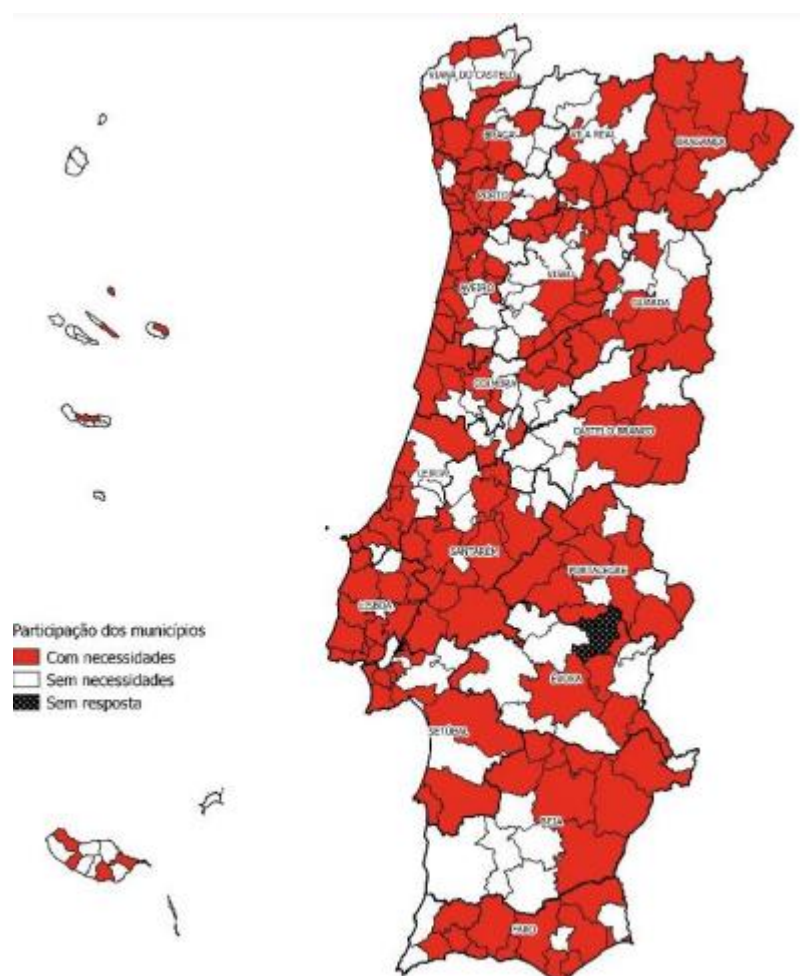 VIANA DO CASTELO
BRAGA
VILA REAL
BRAGANÇA
PORTO
AVEIRO
VISEU
GUARDA
COIMBRA
CASTELO BRANCO
LEIRIA
SANTARÉM
PORTALEGRE
LISBOA
Participação dos municípios
Com necessidades
Sem necessidades
Sem resposta
ÉVORA
SETÚBAL
BEJA
FARO